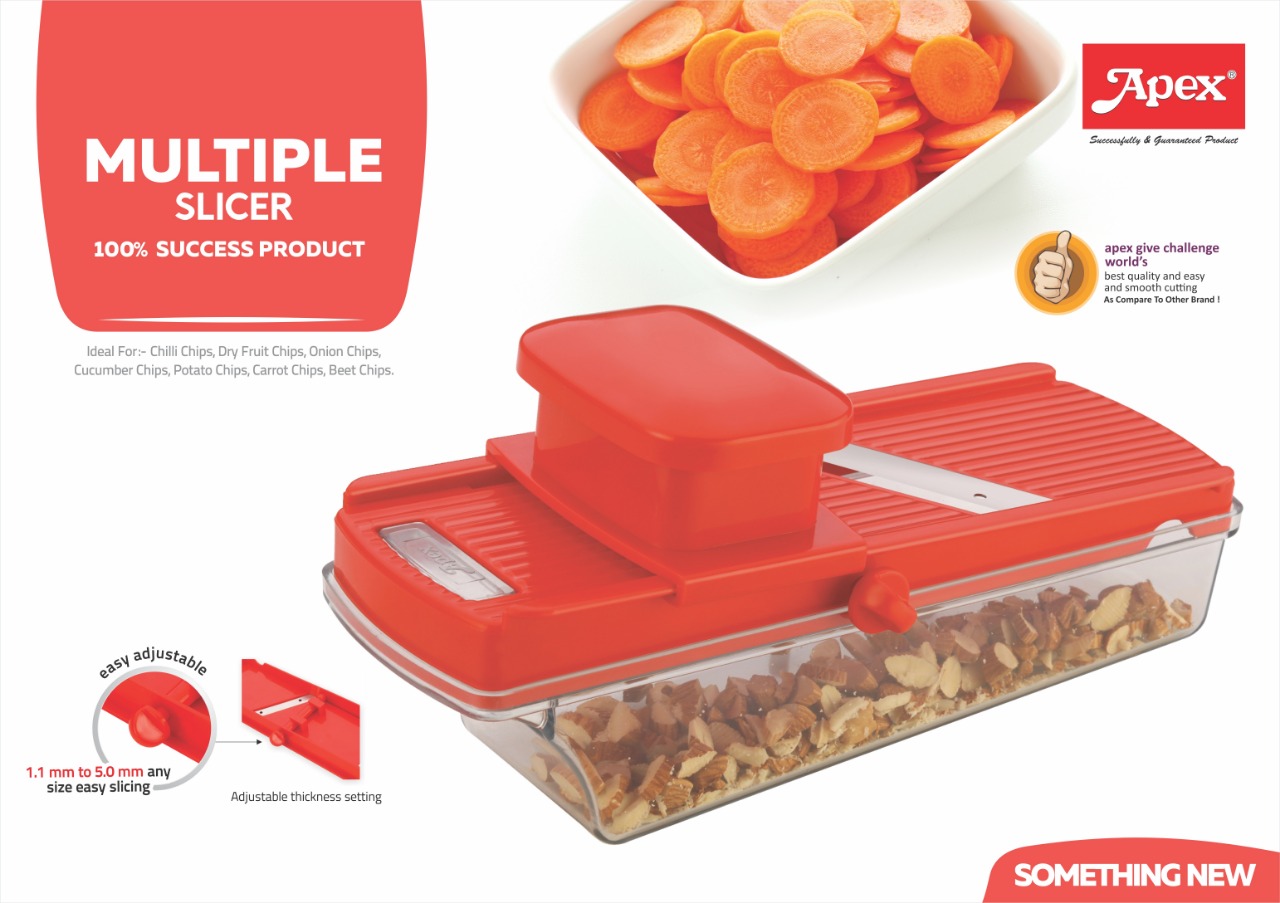 MULTIPLE
SLICER
100% SUCCESS PRODUCT
Ideal For:- Chilli Chips, Dry Fruit Chips, Onion Chips,
Cucumber Chips, Potato Chips, Carrot Chips, Beet Chips.
Apex®
Successfully & Guaranteed Product
apex give challenge
world's
best quality and easy
and smooth cutting
As Compare To Other Brand !
Apex
easy adjustable
1.1 mm to 5.0 mm any
size easy slicing
Adjustable thickness setting
SOMETHING NEW